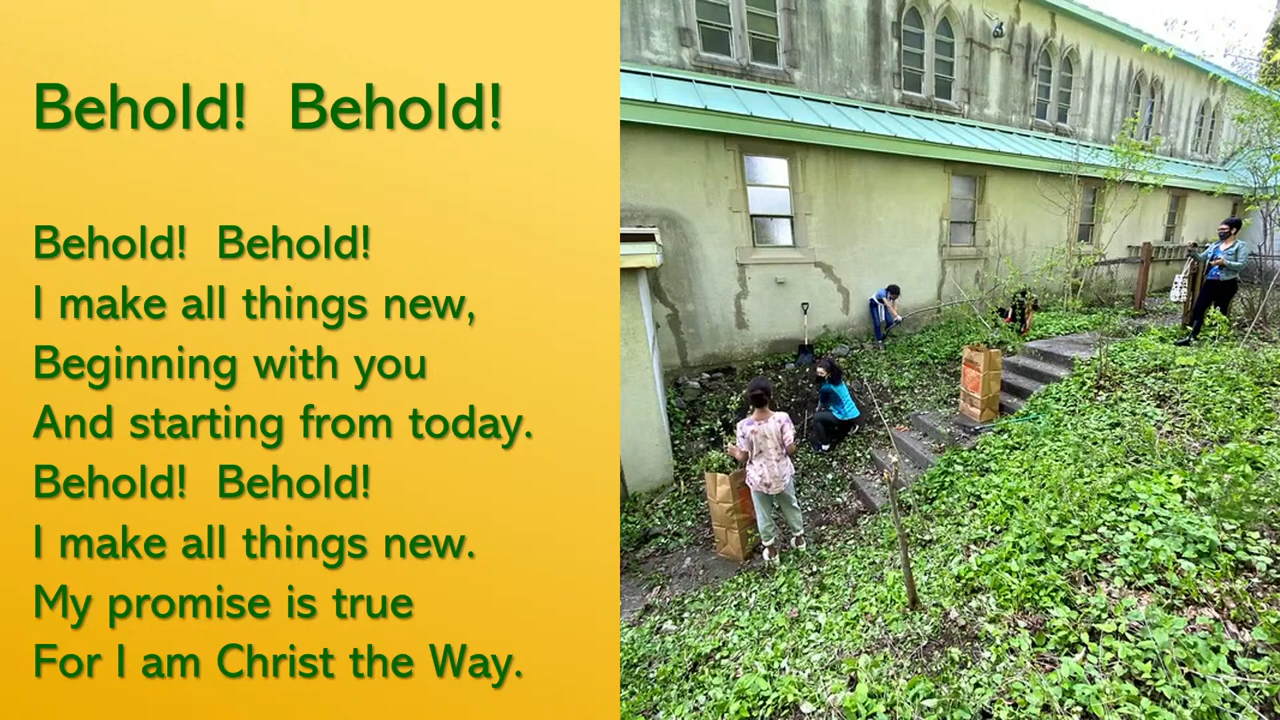 Behold!  Behold!
Behold!  Behold!
I make all things new,
Beginning with you
And starting from today.
Behold!  Behold!
I make all things new.
My promise is true
For I am Christ the Way.